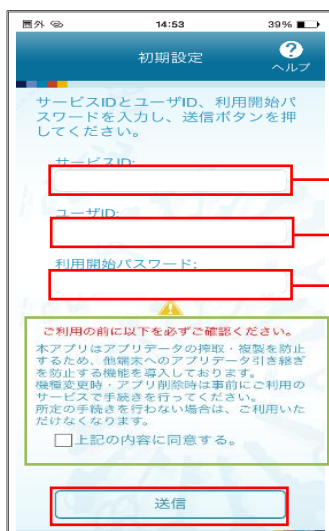 圏外 14:53 39%
初期設定
?
ヘルプ
サービスIDとユーザID、利用開始パ
スワードを入力し、送信ボタンを押
してください。
サービスID:
ユーザID:
利用開始パスワード:
ご利用の前に以下を必ずご確認ください。
本アプリはアプリデータの搾取・複製を防止
するため、他端末へのアプリデータ引き継ぎ
を防止する機能を導入しております。
機種変更時・アプリ削除時は事前にご利用の
サービスで手続きを行ってください。
所定の手続きを行わない場合は、ご利用いた
だけなくなります。
上記の内容に同意する。
送信